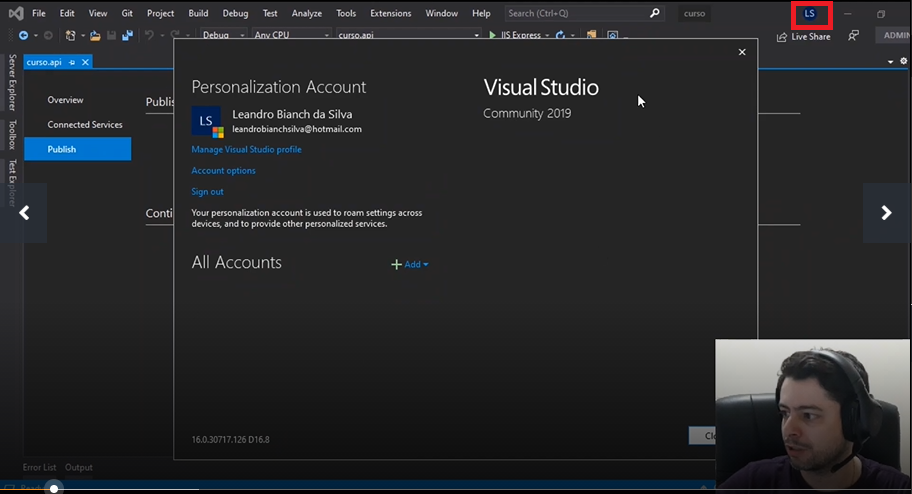 File Edit View Git Project Build Debug Test Analyze Tools Extensions Window Help Search (Ctrl+Q) curso LS
Debug Any CPU curso.api IIS Express Live Share ADMIN
Server Explorer
Toolbox
Test Explorer
curso.api
Overview
Connected Services
Publish
Publis
Conti
Personalization Account
LS
Leandro Bianch da Silva
leandrobianchsilva@hotmail.com
Manage Visual Studio profile
Account options
Sign out
Your personalization account is used to roam settings across
devices, and to provide other personalized services.
All Accounts
Add
Visual Studio
Community 2019
16.0.30717.126 D16.8
Clo
Error List Output
Ready